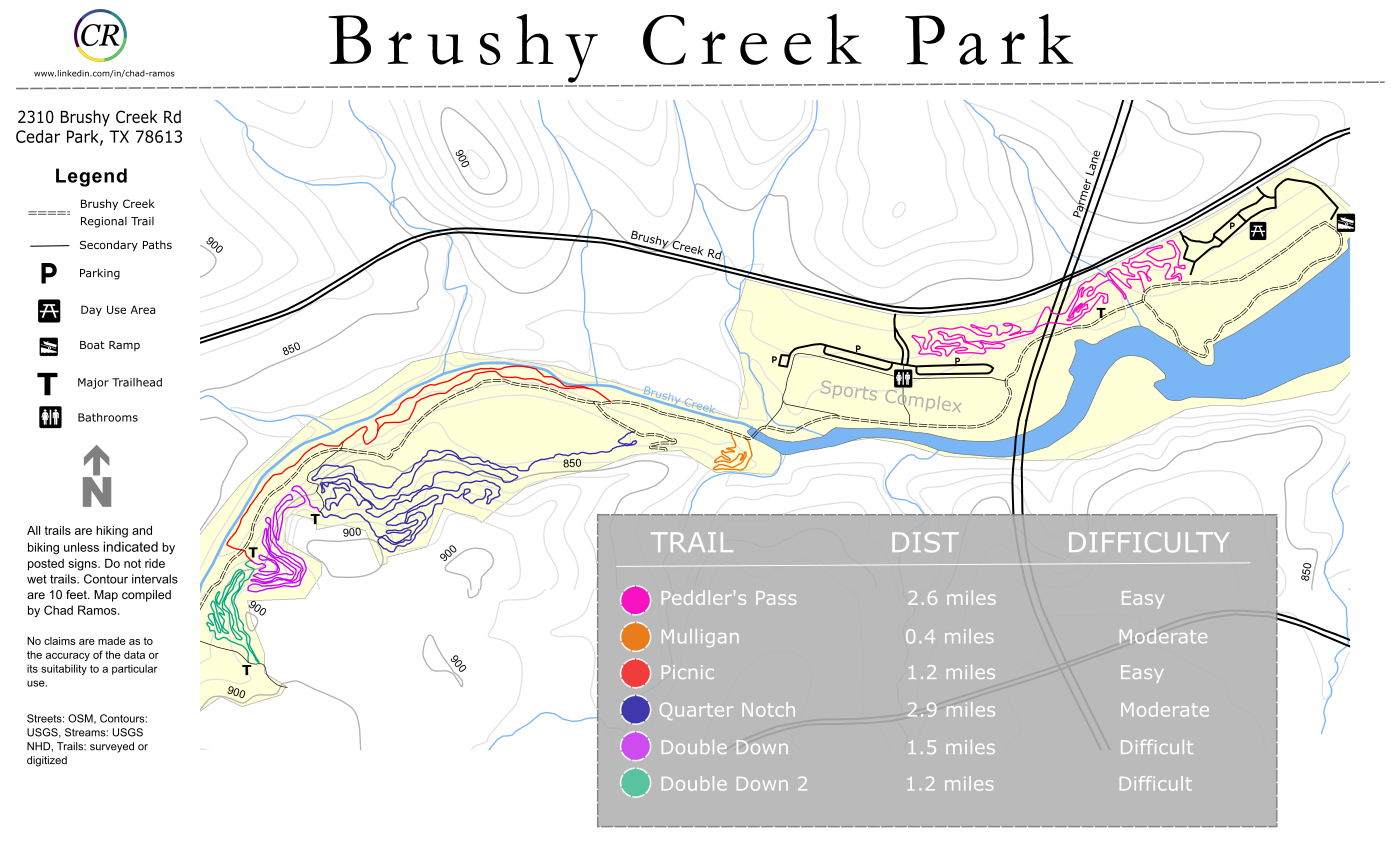 CR
www.linkedin.com/in/chad-ramos
Brushy Creek Park
2310 Brushy Creek Rd
Cedar Park, TX 78613
Legend
Brushy Creek
Regional Trail
Secondary Paths
P
Parking
Day Use Area
Boat Ramp
T
Major Trailhead
Bathrooms
N
All trails are hiking and
biking unless indicated by
posted signs. Do not ride
wet trails. Contour intervals
are 10 feet. Map compiled
by Chad Ramos.
No claims are made as to
the accuracy of the data or
its suitability to a particular
use.
Streets: OSM, Contours:
USGS, Streams: USGS
NHD, Trails: surveyed or
digitized
900
900
850
Brushy Creek Rd
Parmer Lane
P
P
P
P
T
Sports Complex
Brushy Creek
850
T
900
900
T
900
T
900
900
850
TRAIL DIST DIFFICULTY
Peddler's Pass 2.6 miles Easy
Mulligan 0.4 miles Moderate
Picnic 1.2 miles Easy
Quarter Notch 2.9 miles Moderate
Double Down 1.5 miles Difficult
Double Down 2 1.2 miles Difficult